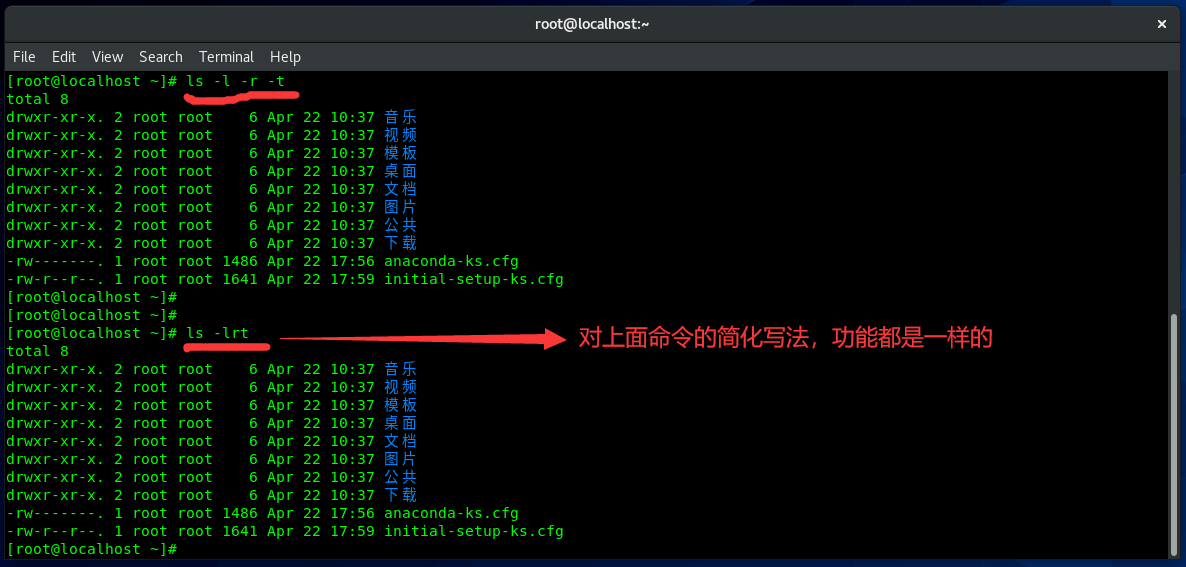 root@localhost:~
File Edit View Search Terminal Help
[root@localhost ~]# ls -l -r -t
total 8
drwxr-xr-x. 2 root root    6 Apr 22 10:37 音乐
drwxr-xr-x. 2 root root    6 Apr 22 10:37 视频
drwxr-xr-x. 2 root root    6 Apr 22 10:37 模板
drwxr-xr-x. 2 root root    6 Apr 22 10:37 桌面
drwxr-xr-x. 2 root root    6 Apr 22 10:37 文档
drwxr-xr-x. 2 root root    6 Apr 22 10:37 图片
drwxr-xr-x. 2 root root    6 Apr 22 10:37 公共
drwxr-xr-x. 2 root root    6 Apr 22 10:37 下载
-rw-------. 1 root root 1486 Apr 22 17:56 anaconda-ks.cfg
-rw-r--r--. 1 root root 1641 Apr 22 17:59 initial-setup-ks.cfg
[root@localhost ~]#
[root@localhost ~]#
[root@localhost ~]# ls -lrt
对上面命令的简化写法，功能都是一样的
total 8
drwxr-xr-x. 2 root root    6 Apr 22 10:37 音乐
drwxr-xr-x. 2 root root    6 Apr 22 10:37 视频
drwxr-xr-x. 2 root root    6 Apr 22 10:37 模板
drwxr-xr-x. 2 root root    6 Apr 22 10:37 桌面
drwxr-xr-x. 2 root root    6 Apr 22 10:37 文档
drwxr-xr-x. 2 root root    6 Apr 22 10:37 图片
drwxr-xr-x. 2 root root    6 Apr 22 10:37 公共
drwxr-xr-x. 2 root root    6 Apr 22 10:37 下载
-rw-------. 1 root root 1486 Apr 22 17:56 anaconda-ks.cfg
-rw-r--r--. 1 root root 1641 Apr 22 17:59 initial-setup-ks.cfg
[root@localhost ~]#